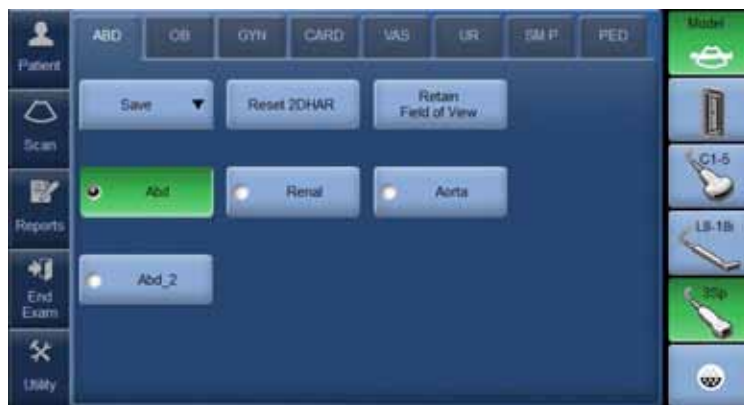 ABD OB GYN CARD VAS UR SM P PED
Model
Patient
Save
Reset 2DHAR
Retain
Field of View
Scan
C1-5
Abd
Renal
Aorta
Reports
L8-18i
Abd_2
End
Exam
3Sp
Utility